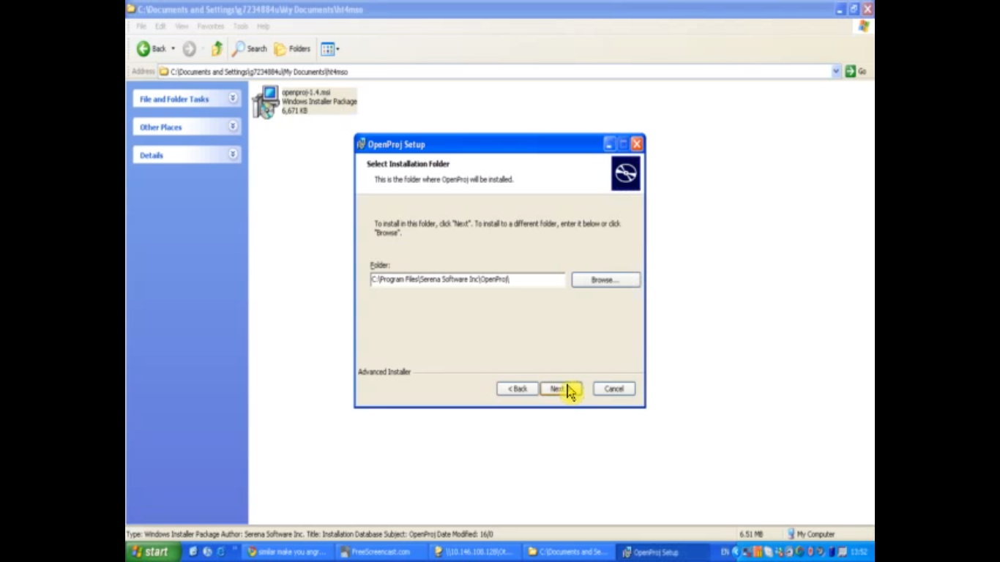 C:\Documents and Settings\g7234884u\My Documents\ht4mso
File Edit View Favorites Tools Help
Back Search Folders
Address C:\Documents and Settings\g7234884u\My Documents\ht4mso Go
File and Folder Tasks
Other Places
Details
openproj-1.4.msi
Windows Installer Package
6,671 KB
OpenProj Setup
Select Installation Folder
This is the folder where OpenProj will be installed.
To install in this folder, click "Next". To install to a different folder, enter it below or click
"Browse".
Folder:
C:\Program Files\Serena Software Inc\OpenProj\
Browse...
Advanced Installer
< Back Next Cancel
Type: Windows Installer Package Author: Serena Software Inc. Title: Installation Database Subject: OpenProj Date Modified: 16/0 6.51 MB My Computer
start similar make you angr... FreeScreencast.com \\10.146.108.128\Ot... C:\Documents and Se... OpenProj Setup EN 13:52